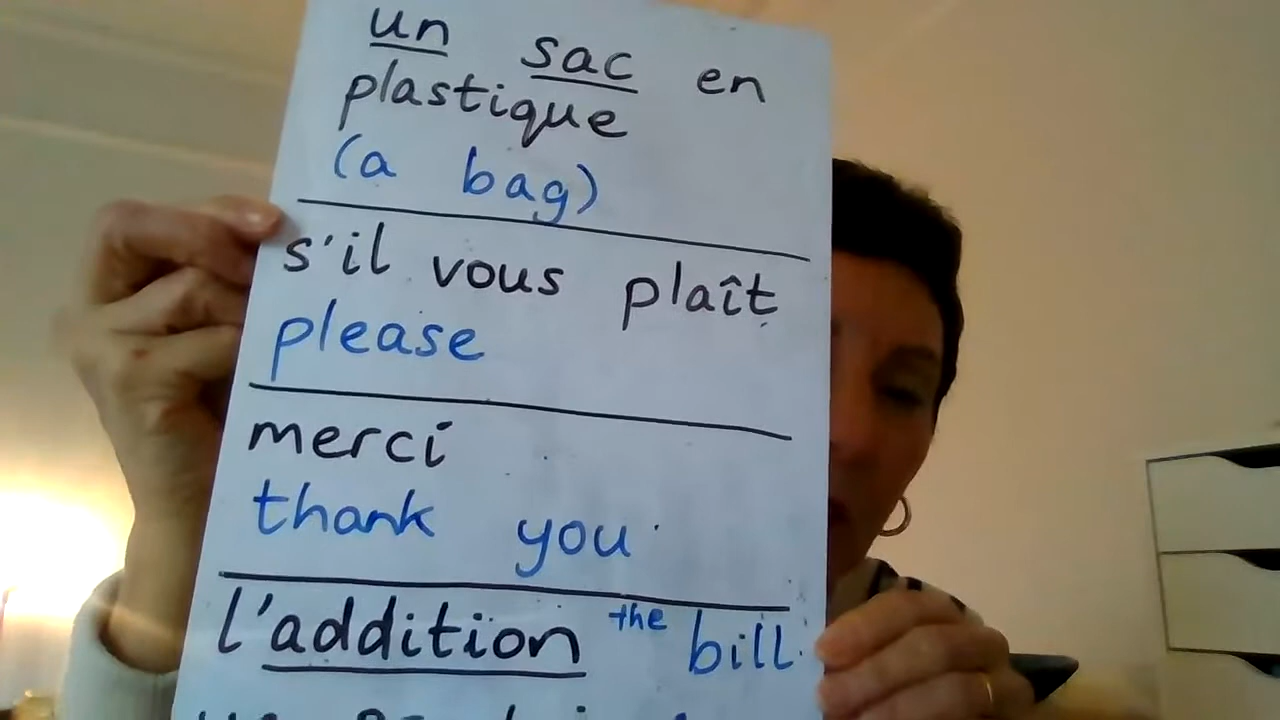 un sac en
plastique
(a bag)
s'il vous plaît
please
merci
thank you
l'addition the bill.